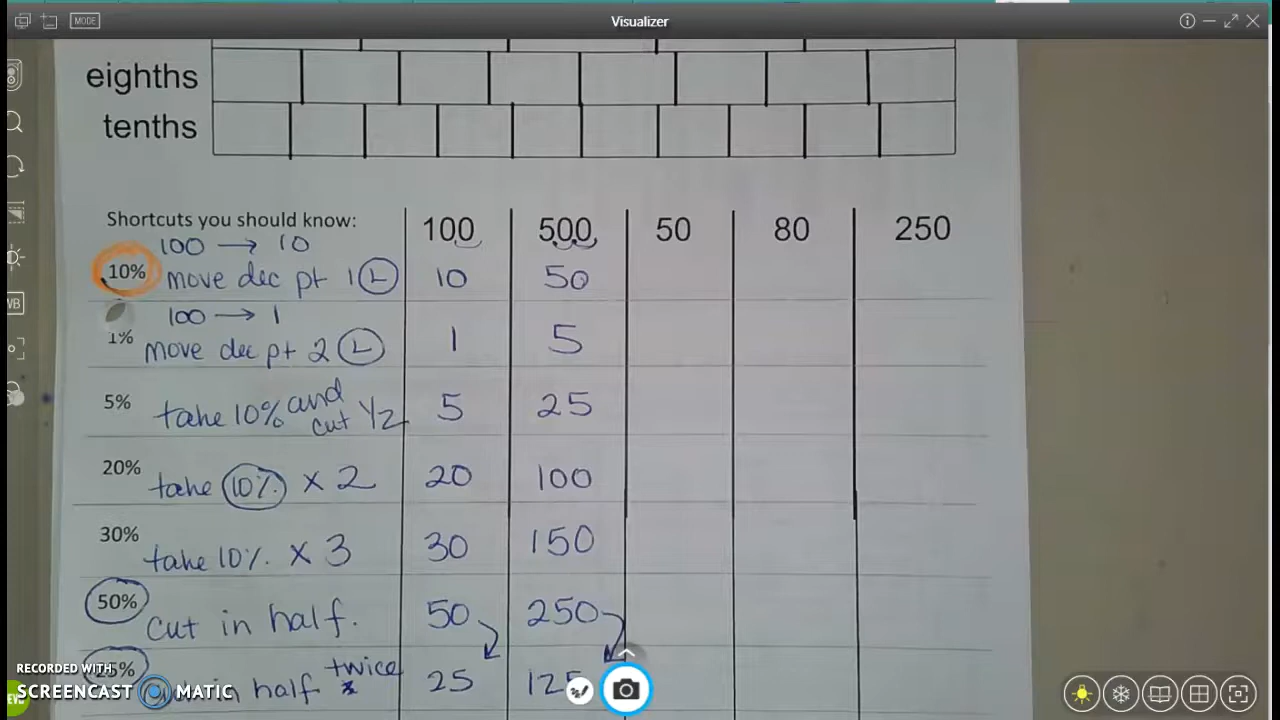 MODE
Visualizer
eighths
tenths
Shortcuts you should know:
100 500 50 80 250
100 → 10
10% move dec pt 1 L 10 50
100 → 1
1% move dec pt 2 L 1 5
5% take 10% and cut 1/2 5 25
20% take 10% x 2 20 100
30% take 10% x 3 30 150
50% cut in half. 50 250
25% in half twice 25 125
RECORDED WITH
SCREENCAST MATIC
WB